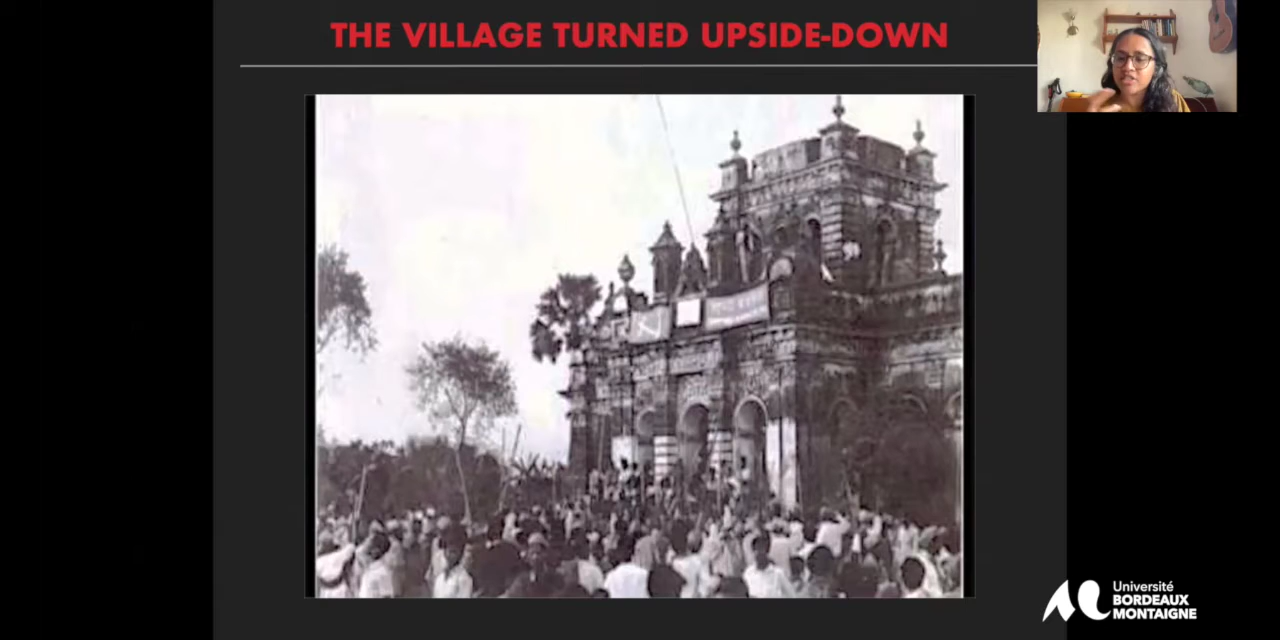 THE VILLAGE TURNED UPSIDE-DOWN
Université
BORDEAUX
MONTAIGNE